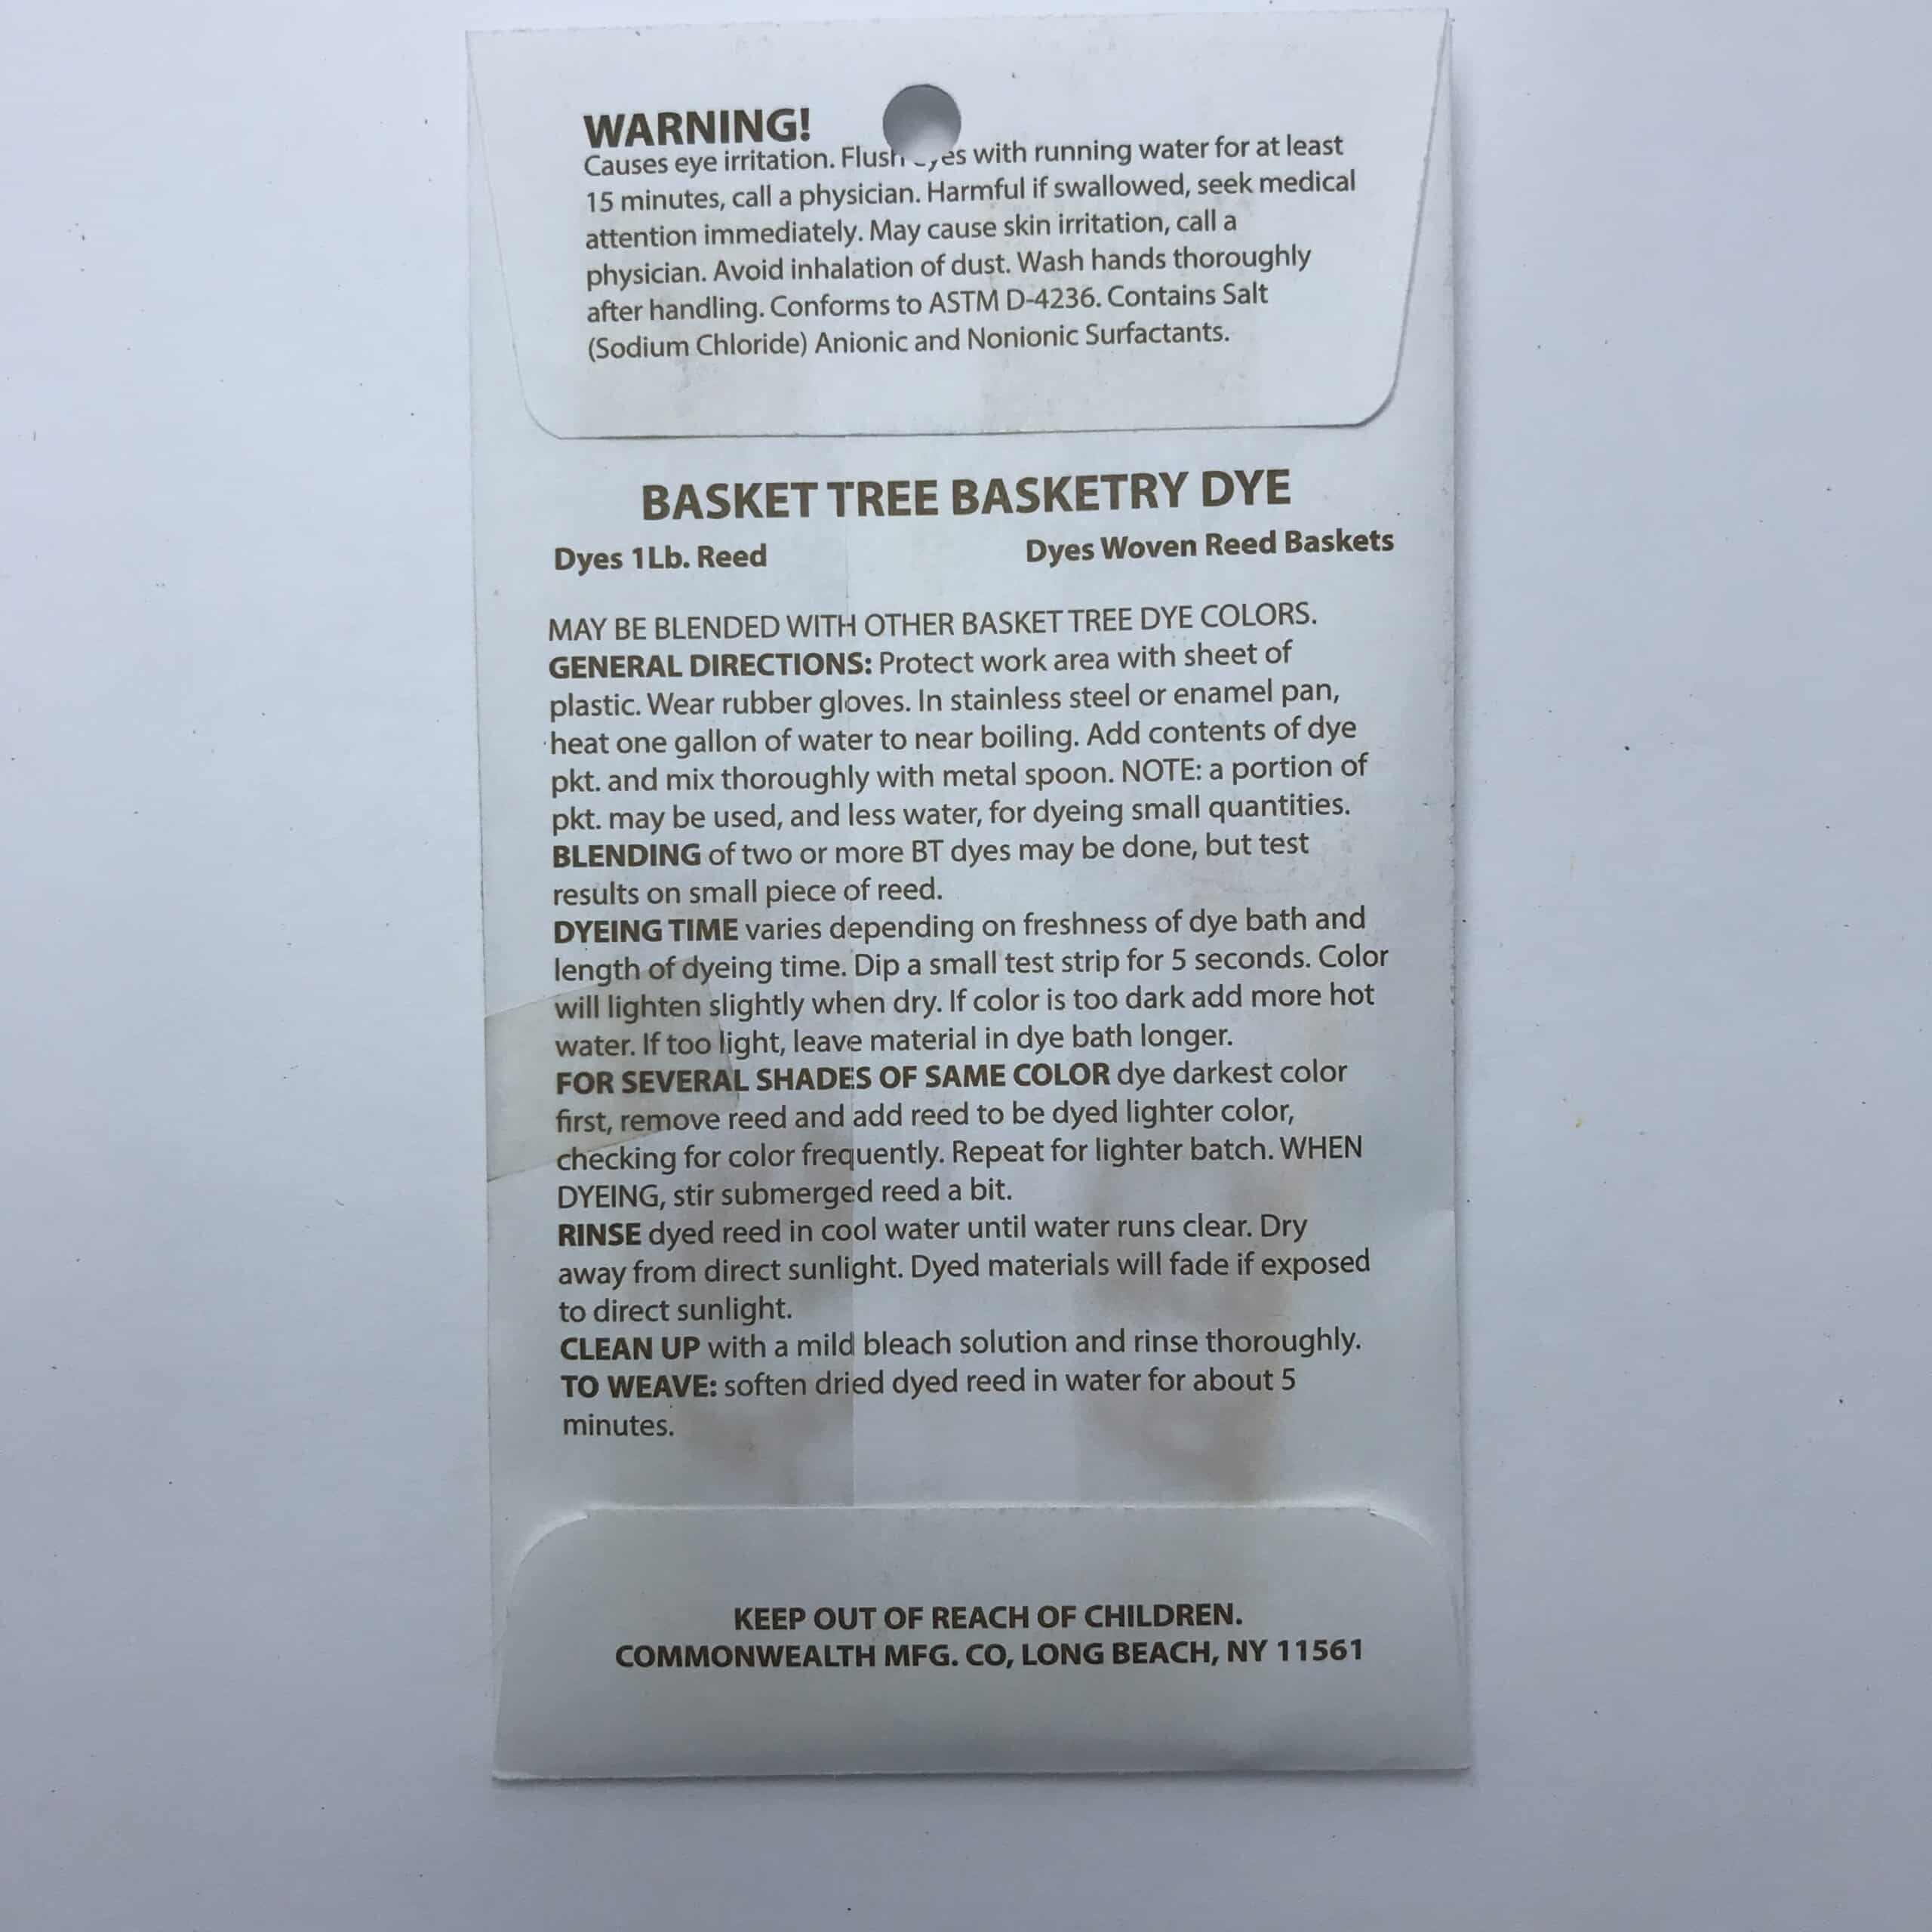 WARNING!
Causes eye irritation. Flush eyes with running water for at least
15 minutes, call a physician. Harmful if swallowed, seek medical
attention immediately. May cause skin irritation, call a
physician. Avoid inhalation of dust. Wash hands thoroughly
after handling. Conforms to ASTM D-4236. Contains Salt
(Sodium Chloride) Anionic and Nonionic Surfactants.
BASKET TREE BASKETRY DYE
Dyes 1Lb. Reed Dyes Woven Reed Baskets
MAY BE BLENDED WITH OTHER BASKET TREE DYE COLORS.
GENERAL DIRECTIONS: Protect work area with sheet of
plastic. Wear rubber gloves. In stainless steel or enamel pan,
heat one gallon of water to near boiling. Add contents of dye
pkt. and mix thoroughly with metal spoon. NOTE: a portion of
pkt. may be used, and less water, for dyeing small quantities.
BLENDING of two or more BT dyes may be done, but test
results on small piece of reed.
DYEING TIME varies depending on freshness of dye bath and
length of dyeing time. Dip a small test strip for 5 seconds. Color
will lighten slightly when dry. If color is too dark add more hot
water. If too light, leave material in dye bath longer.
FOR SEVERAL SHADES OF SAME COLOR dye darkest color
first, remove reed and add reed to be dyed lighter color,
checking for color frequently. Repeat for lighter batch. WHEN
DYEING, stir submerged reed a bit.
RINSE dyed reed in cool water until water runs clear. Dry
away from direct sunlight. Dyed materials will fade if exposed
to direct sunlight.
CLEAN UP with a mild bleach solution and rinse thoroughly.
TO WEAVE: soften dried dyed reed in water for about 5
minutes.
KEEP OUT OF REACH OF CHILDREN.
COMMONWEALTH MFG. CO, LONG BEACH, NY 11561